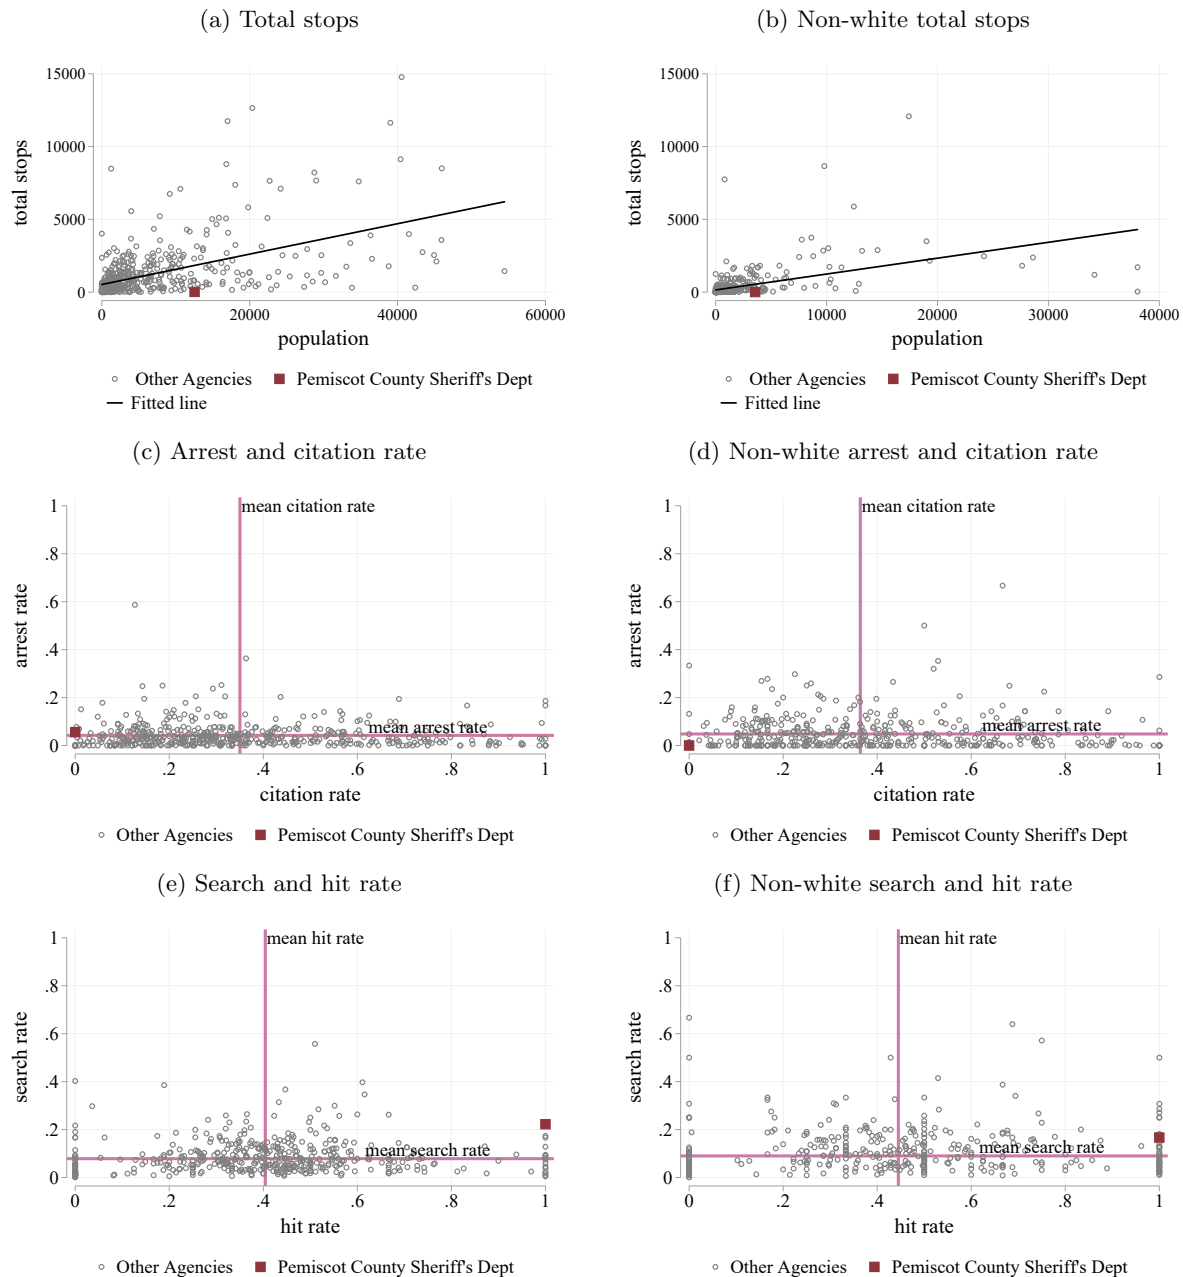 (a) Total stops
(b) Non-white total stops
total stops
15000
10000
5000
0
0 20000 40000 60000
population
Other Agencies Pemiscot County Sheriff's Dept
Fitted line
total stops
15000
10000
5000
0
0 10000 20000 30000 40000
population
Other Agencies Pemiscot County Sheriff's Dept
Fitted line
(c) Arrest and citation rate
(d) Non-white arrest and citation rate
arrest rate
1
.8
.6
.4
.2
0
mean citation rate
mean arrest rate
0 .2 .4 .6 .8 1
citation rate
Other Agencies Pemiscot County Sheriff's Dept
arrest rate
1
.8
.6
.4
.2
0
mean citation rate
mean arrest rate
0 .2 .4 .6 .8 1
citation rate
Other Agencies Pemiscot County Sheriff's Dept
(e) Search and hit rate
(f) Non-white search and hit rate
search rate
1
.8
.6
.4
.2
0
mean hit rate
mean search rate
0 .2 .4 .6 .8 1
hit rate
Other Agencies Pemiscot County Sheriff's Dept
search rate
1
.8
.6
.4
.2
0
mean hit rate
mean search rate
0 .2 .4 .6 .8 1
hit rate
Other Agencies Pemiscot County Sheriff's Dept